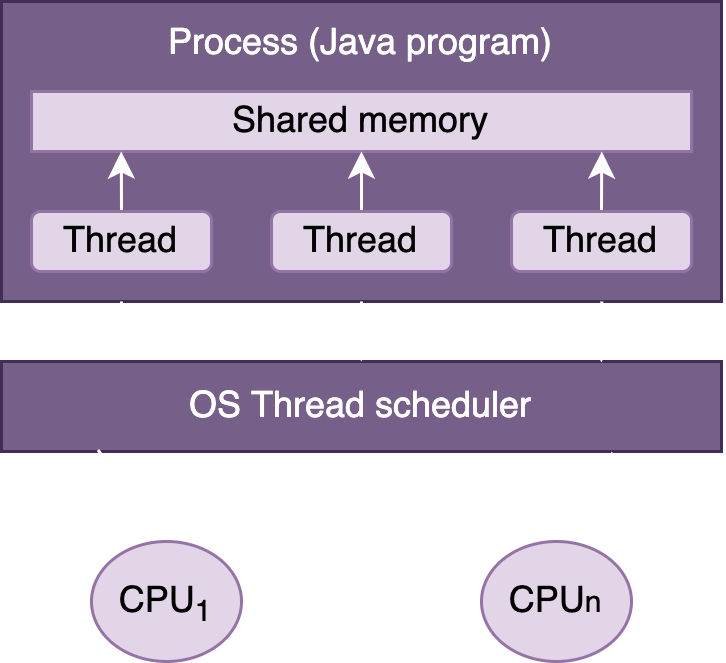 Process (Java program)
Shared memory
Thread Thread Thread
OS Thread scheduler
CPU₁ CPUn